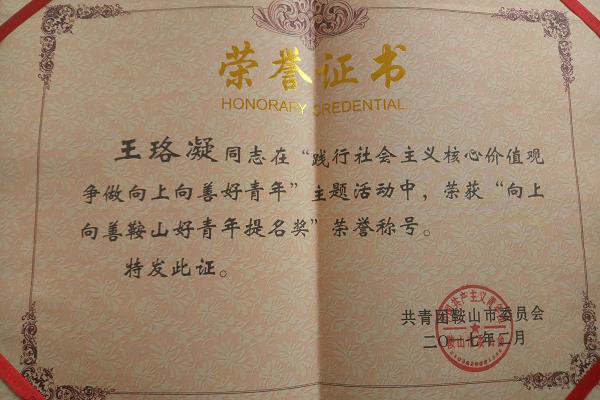 荣誉证书
HONORARY CREDENTIAL
王珞凝同志在“践行社会主义核心价值观
争做向上向善好青年”主题活动中，荣获“向上
向善鞍山好青年提名奖”荣誉称号。
特发此证。
共青团鞍山市委员会
二〇一七年二月